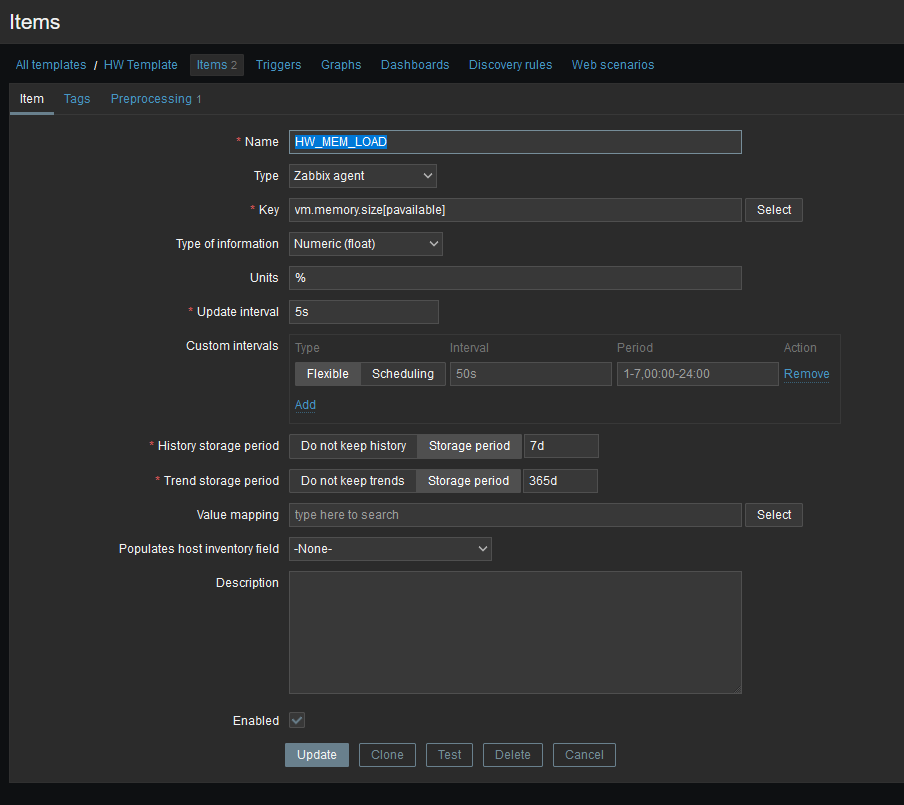 Items
All templates / HW Template Items 2 Triggers Graphs Dashboards Discovery rules Web scenarios
Item Tags Preprocessing 1
* Name HW_MEM_LOAD
Type Zabbix agent
* Key vm.memory.size[pavailable] Select
Type of information Numeric (float)
Units %
* Update interval 5s
Custom intervals Type Interval Period Action
Flexible Scheduling 50s 1-7,00:00-24:00 Remove
Add
* History storage period Do not keep history Storage period 7d
* Trend storage period Do not keep trends Storage period 365d
Value mapping type here to search Select
Populates host inventory field -None-
Description
Enabled
Update Clone Test Delete Cancel